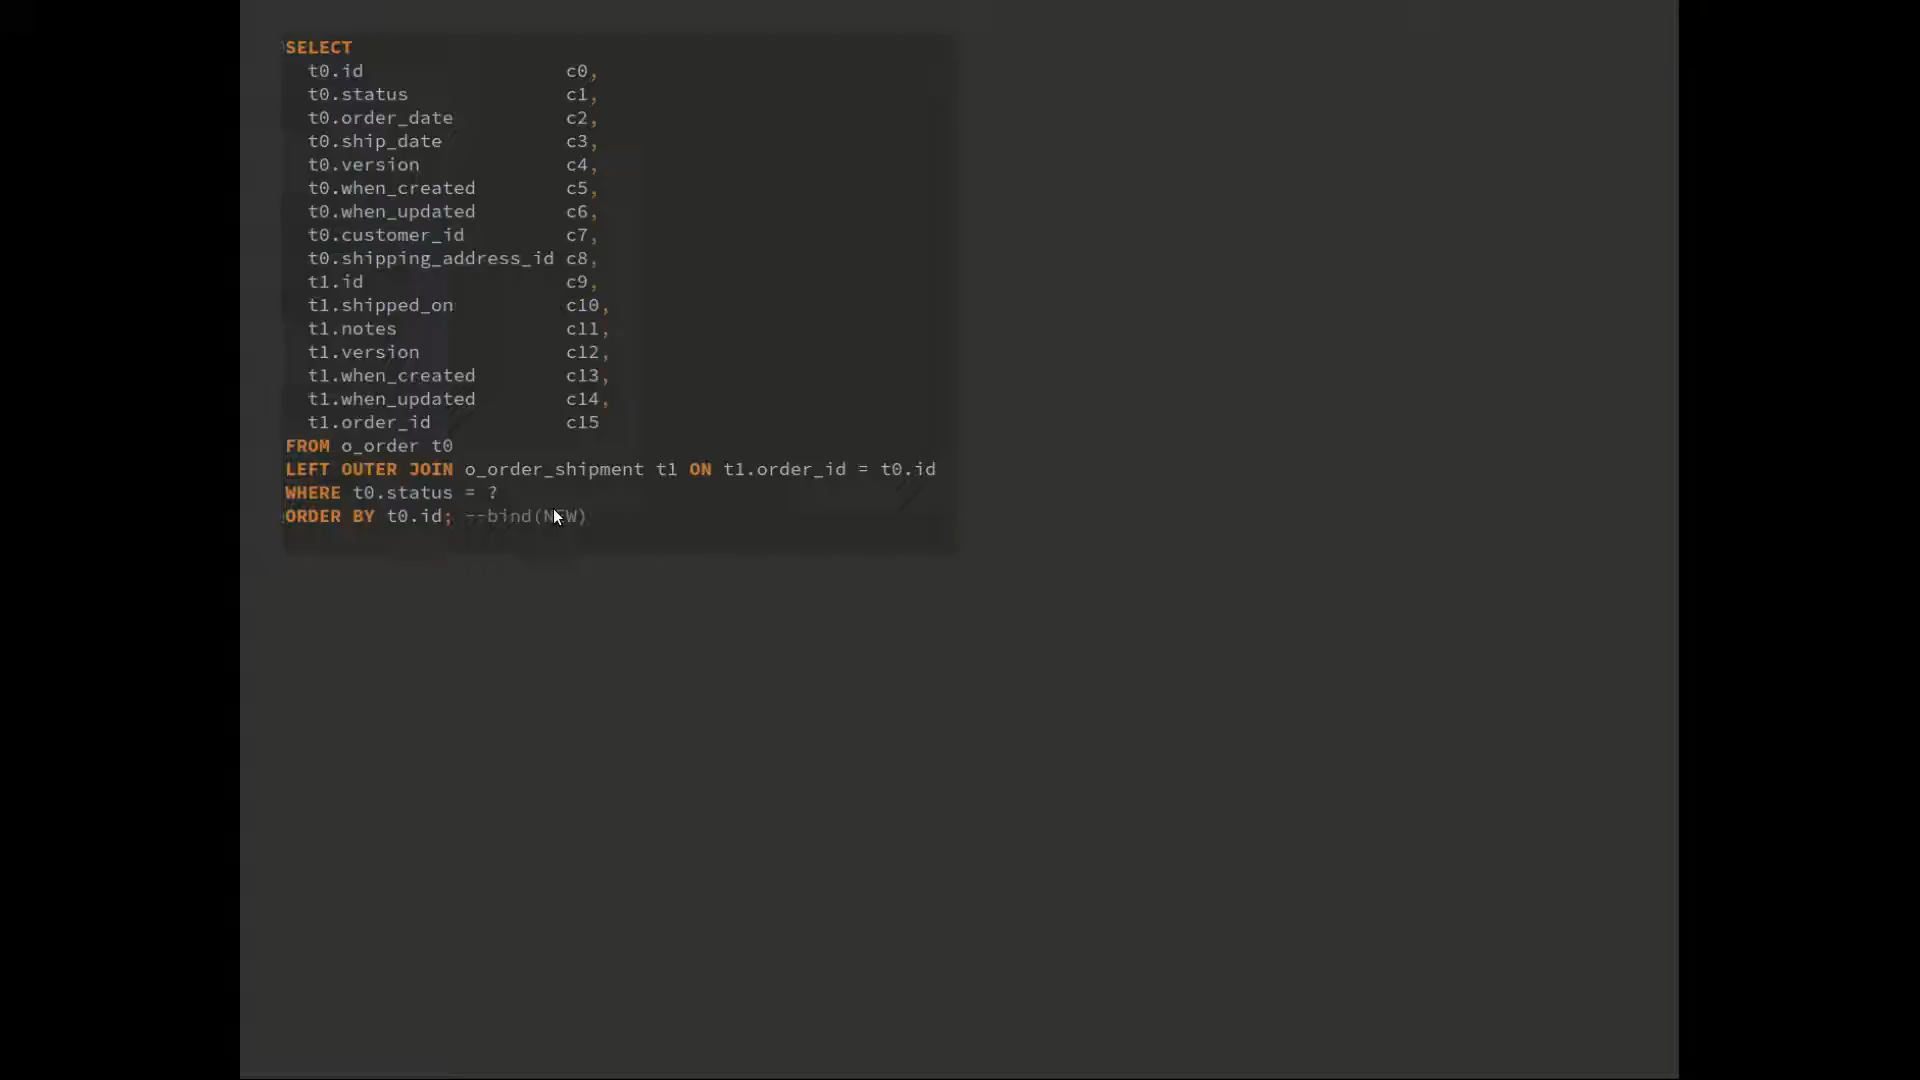 SELECT
t0.id c0,
t0.status c1,
t0.order_date c2,
t0.ship_date c3,
t0.version c4,
t0.when_created c5,
t0.when_updated c6,
t0.customer_id c7,
t0.shipping_address_id c8,
t1.id c9,
t1.shipped_on c10,
t1.notes c11,
t1.version c12,
t1.when_created c13,
t1.when_updated c14,
t1.order_id c15
FROM o_order t0
LEFT OUTER JOIN o_order_shipment t1 ON t1.order_id = t0.id
WHERE t0.status = ?
ORDER BY t0.id; --bind(NEW)